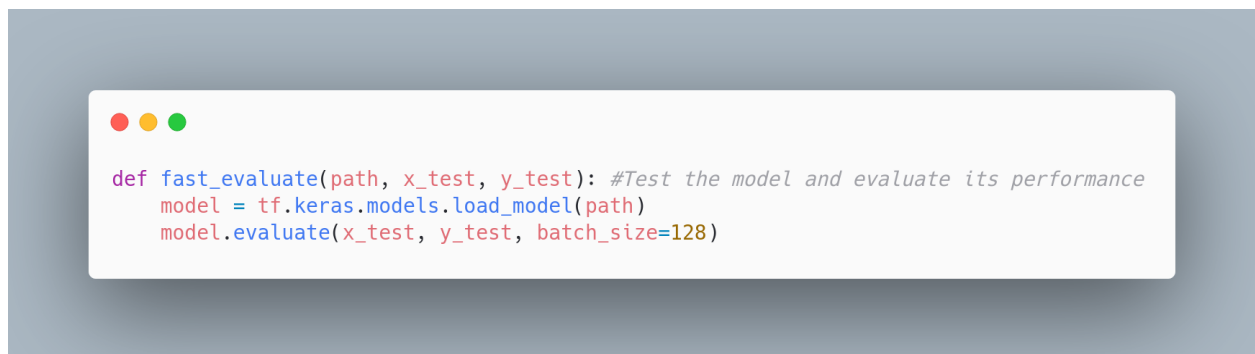 def fast_evaluate(path, x_test, y_test): #Test the model and evaluate its performance
    model = tf.keras.models.load_model(path)
    model.evaluate(x_test, y_test, batch_size=128)